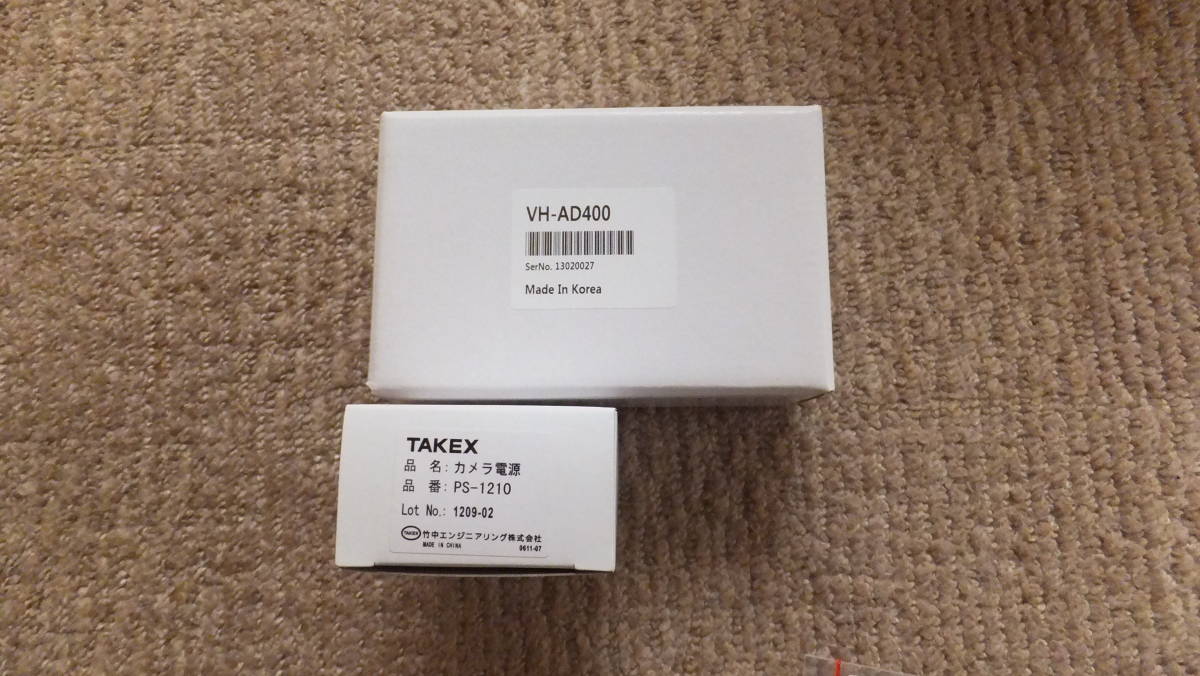 VH-AD400
SerNo. 13020027
Made In Korea
TAKEX
品 名: カメラ電源
品 番: PS-1210
Lot No.: 1209-02
TAKEX 竹中エンジニアリング株式会社
MADE IN CHINA 0611-07